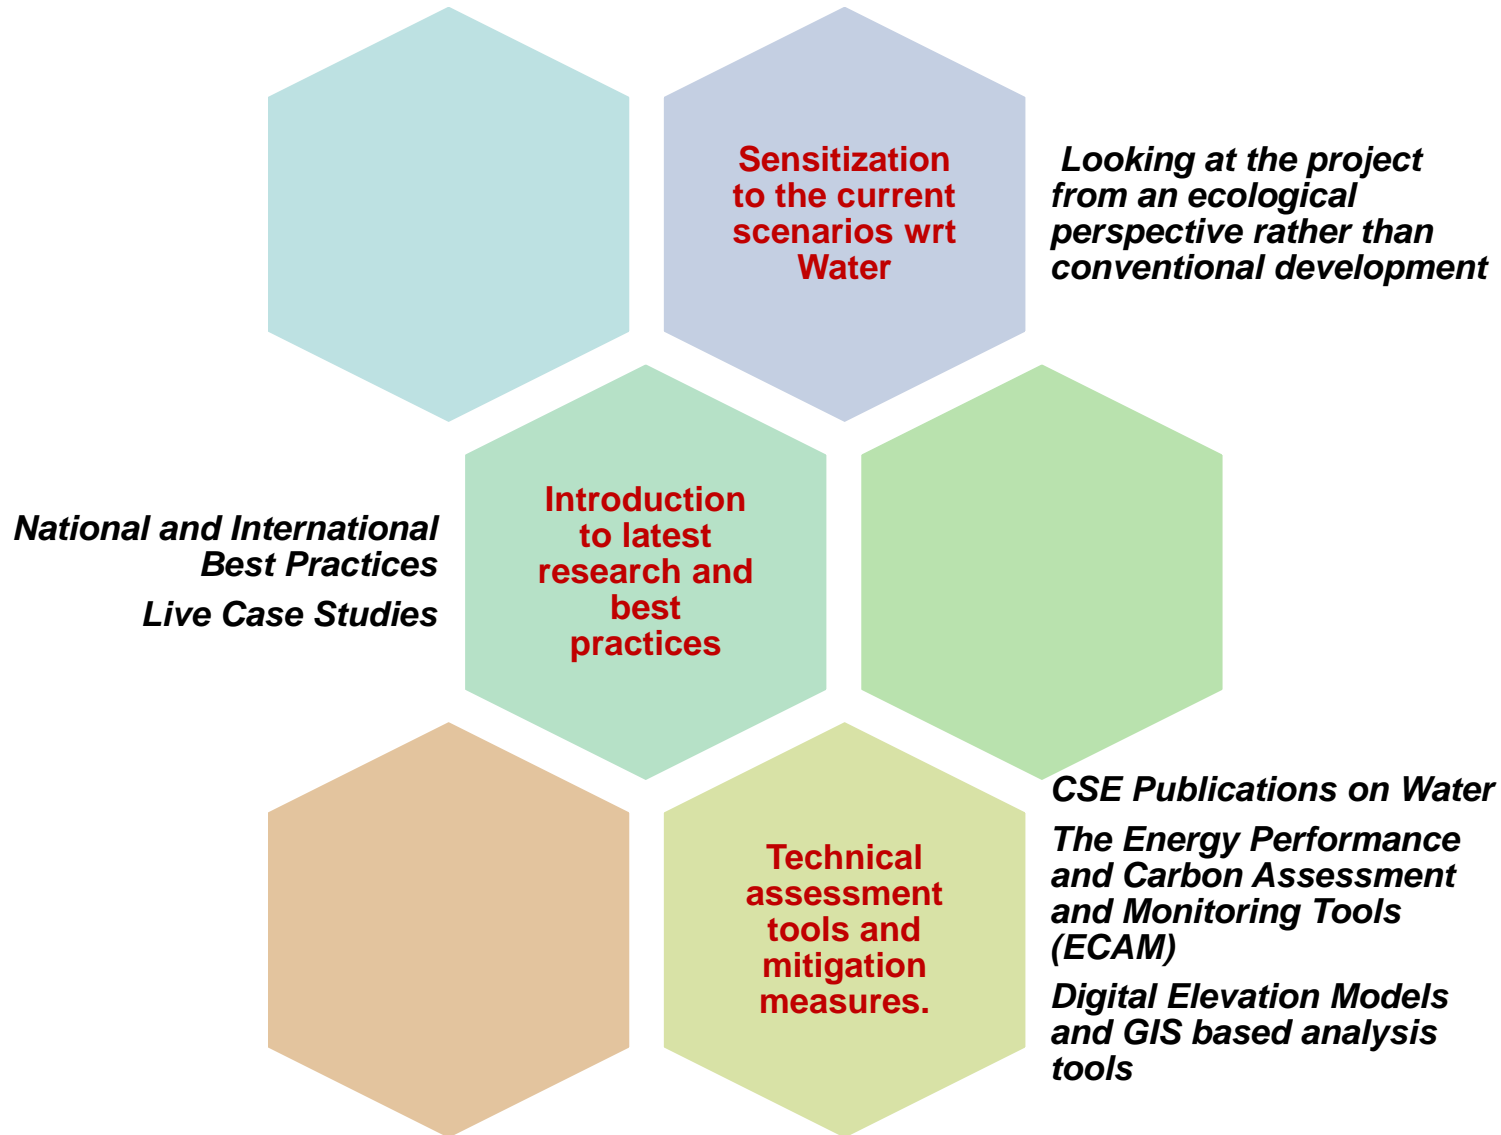 Sensitization
to the current
scenarios wrt
Water
Looking at the project
from an ecological
perspective rather than
conventional development
National and International
Best Practices
Live Case Studies
Introduction
to latest
research and
best
practices
Technical
assessment
tools and
mitigation
measures.
CSE Publications on Water
The Energy Performance
and Carbon Assessment
and Monitoring Tools
(ECAM)
Digital Elevation Models
and GIS based analysis
tools